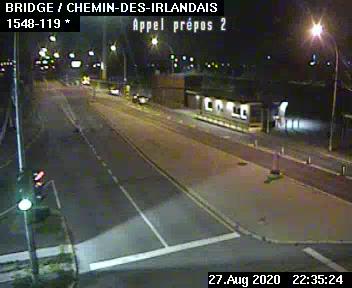 BRIDGE / CHEMIN-DES-IRLANDAIS
1548-119 *
Appel prépos 2
27.Aug 2020 22:35:24